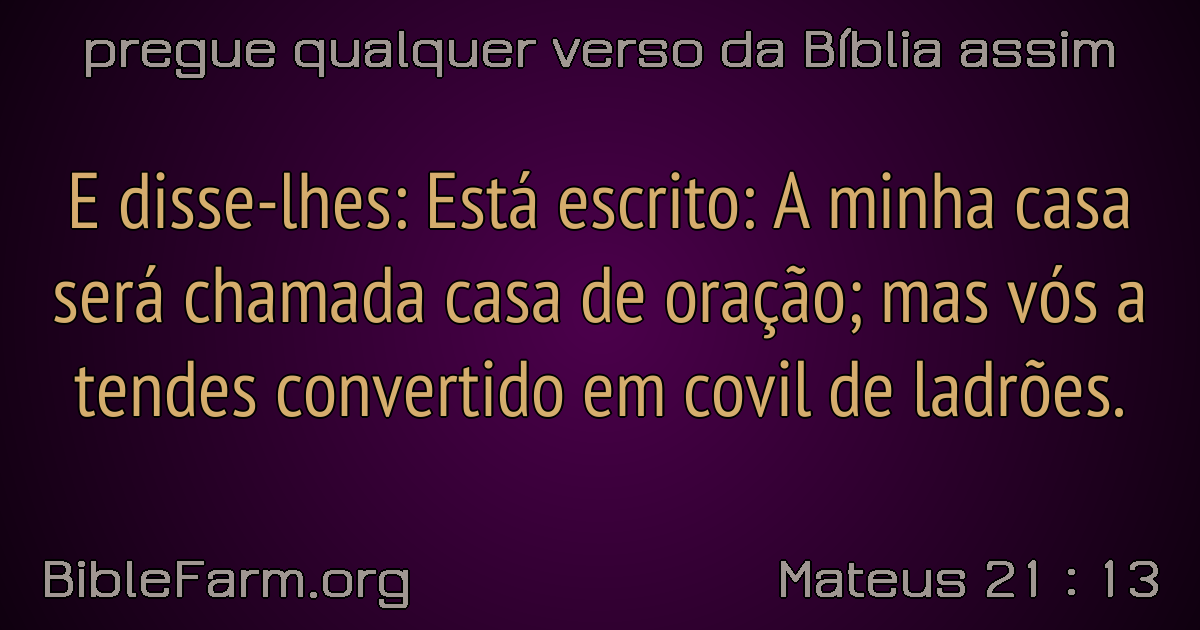 pregue qualquer verso da Bíblia assim
E disse-lhes: Está escrito: A minha casa
será chamada casa de oração; mas vós a
tendes convertido em covil de ladrões.
BibleFarm.org
Mateus 21 : 13